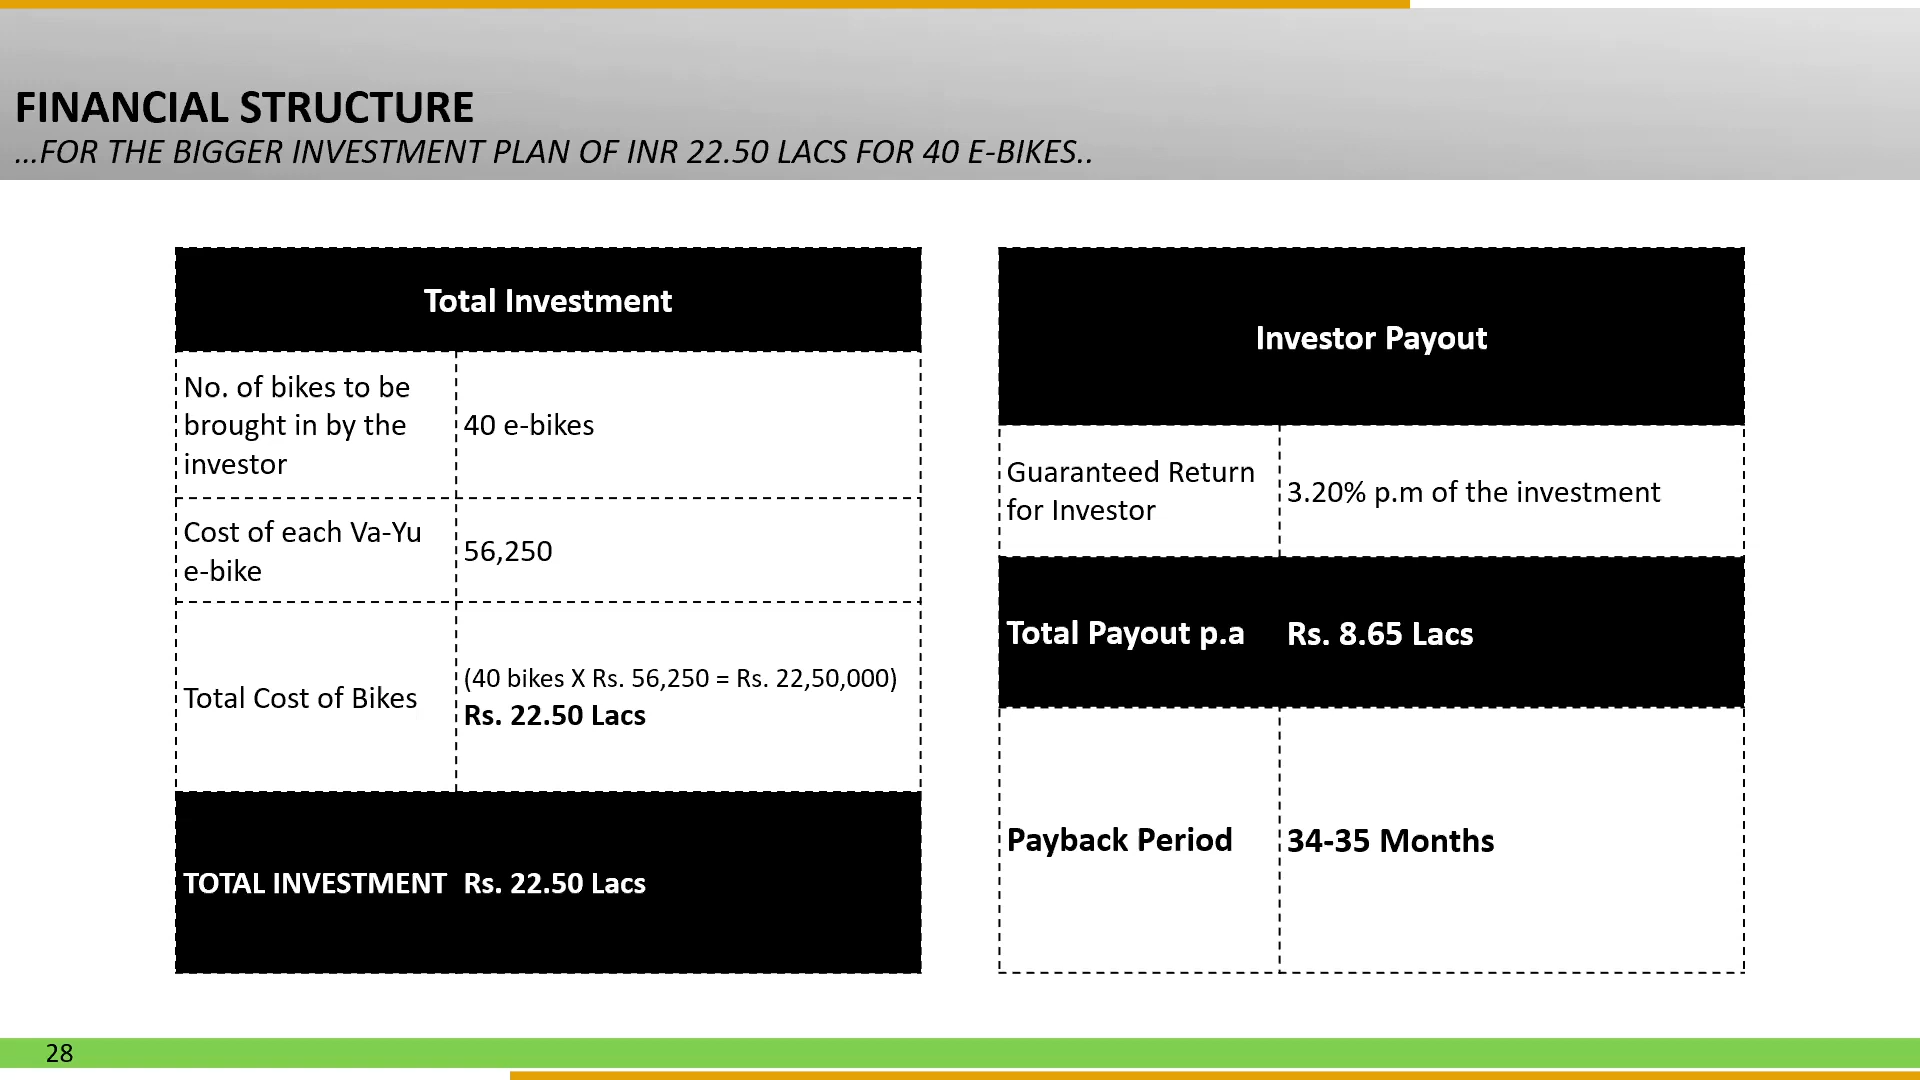 FINANCIAL STRUCTURE
...FOR THE BIGGER INVESTMENT PLAN OF INR 22.50 LACS FOR 40 E-BIKES..
Total Investment
No. of bikes to be
brought in by the
investor
40 e-bikes
Cost of each Va-Yu
e-bike
56,250
Total Cost of Bikes
(40 bikes X Rs. 56,250 = Rs. 22,50,000)
Rs. 22.50 Lacs
TOTAL INVESTMENT Rs. 22.50 Lacs
Investor Payout
Guaranteed Return
for Investor
3.20% p.m of the investment
Total Payout p.a Rs. 8.65 Lacs
Payback Period 34-35 Months
28